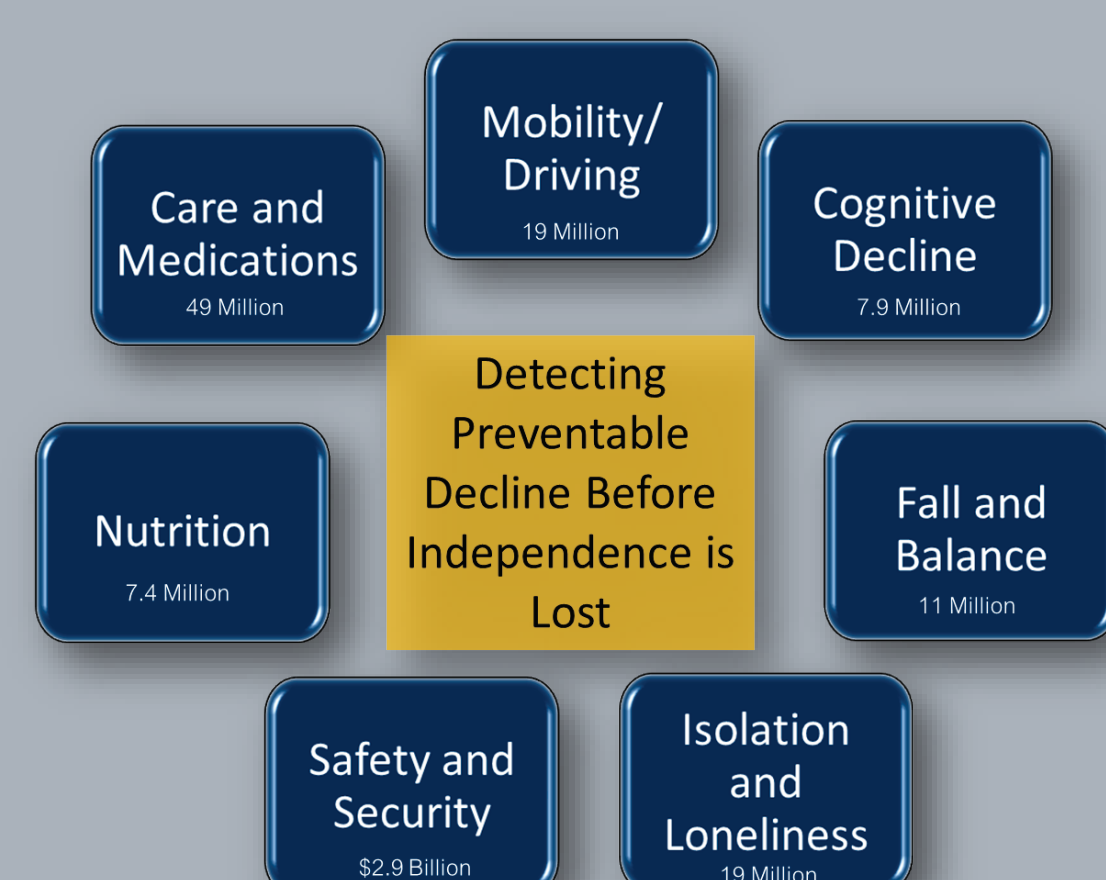 Mobility/
Driving
19 Million
Care and
Medications
49 Million
Cognitive
Decline
7.9 Million
Detecting
Preventable
Decline Before
Independence is
Lost
Nutrition
7.4 Million
Fall and
Balance
11 Million
Safety and
Security
$2.9 Billion
Isolation
and
Loneliness
19 Million